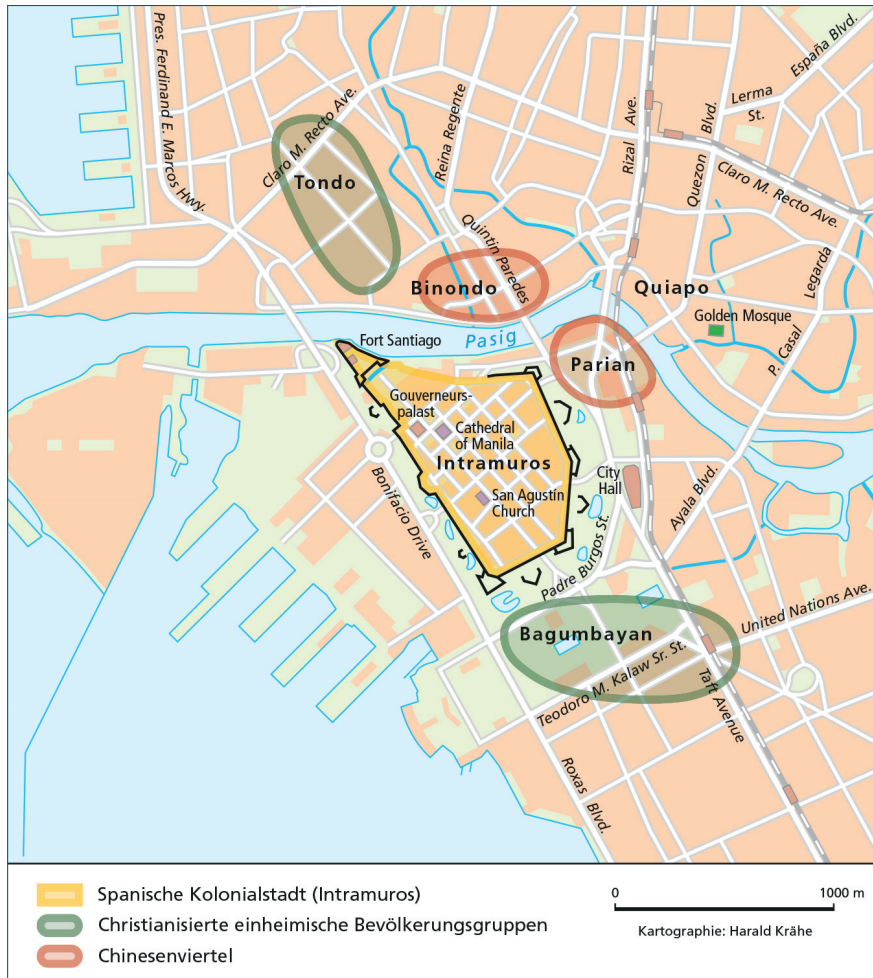 Pres. Ferdinand E. Marcos Hwy.
Claro M. Recto Ave.
Tondo
Reina Regente
Quintin Paredes
Binondo
Rizal Ave.
Quezon Blvd.
Lerma
St.
España Blvd.
Claro M. Recto Ave.
Legarda
Quiapo
Golden Mosque
P. Casal
Parian
Pasig
Fort Santiago
Gouverneurs-
palast
Cathedral
of Manila
Intramuros
San Agustín
Church
City
Hall
Ayala Blvd.
Bonifacio Drive
Padre Burgos St.
Bagumbayan
United Nations Ave.
Teodoro M. Kalaw Sr. St.
Taft Avenue
Roxas Blvd.
Spanische Kolonialstadt (Intramuros)
Christianisierte einheimische Bevölkerungsgruppen
Chinesenviertel
0 1000 m
Kartographie: Harald Krähe